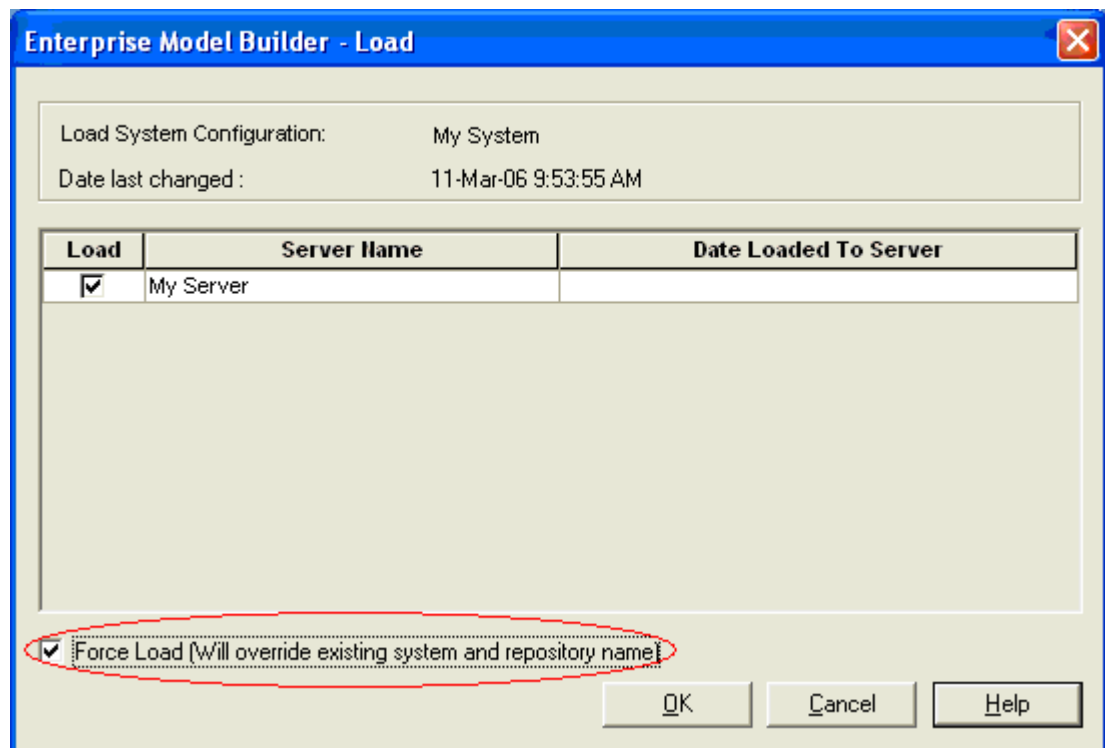 Enterprise Model Builder - Load
Load System Configuration: My System
Date last changed : 11-Mar-06 9:53:55 AM
Load Server Name Date Loaded To Server
My Server
Force Load (Will override existing system and repository name)
OK Cancel Help